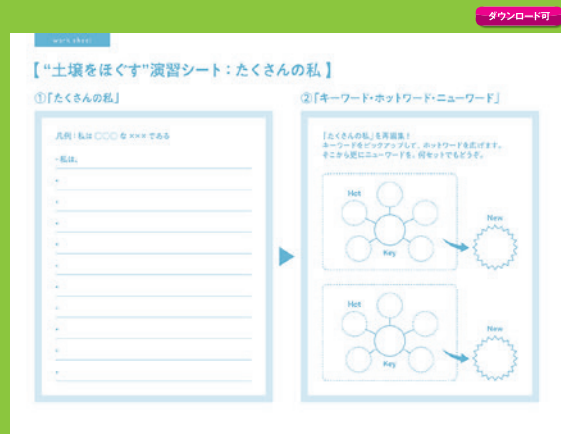 ダウンロード可
work sheet
【“土壌をほぐす”演習シート：たくさんの私】
①「たくさんの私」
凡例：私は○○○な×××である
・私は、
②「キーワード・ホットワード・ニューワード」
「たくさんの私」を再編集！
キーワードをピックアップして、ホットワードを広げます。
そこから更にニューワードを。何セットでもどうぞ。
Hot
Key
New
Hot
Key
New